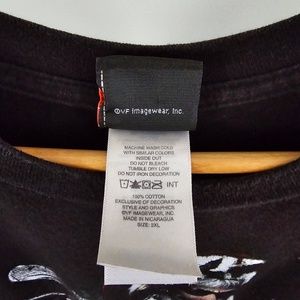 ©VF Imagewear, Inc.
MACHINE WASH COLD
WITH SIMILAR COLORS
INSIDE OUT
DO NOT BLEACH
TUMBLE DRY LOW
DO NOT IRON DECORATION
INT
100% COTTON
EXCLUSIVE OF DECORATION
STYLE AND GRAPHICS
©VF IMAGEWEAR, INC.
MADE IN NICARAGUA
SIZE: 2XL